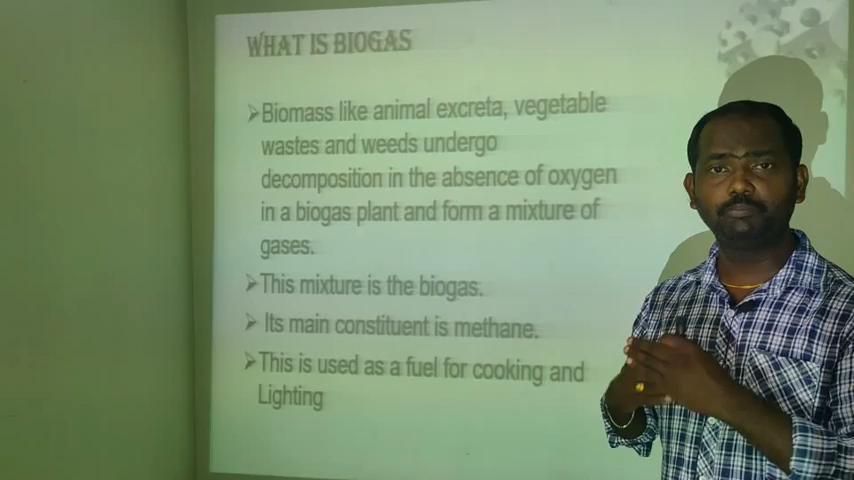 WHAT IS BIOGAS
➢Biomass like animal excreta, vegetable
wastes and weeds undergo
decomposition in the absence of oxygen
in a biogas plant and form a mixture of
gases.
➢This mixture is the biogas.
➢ Its main constituent is methane.
➢This is used as a fuel for cooking and
Lighting